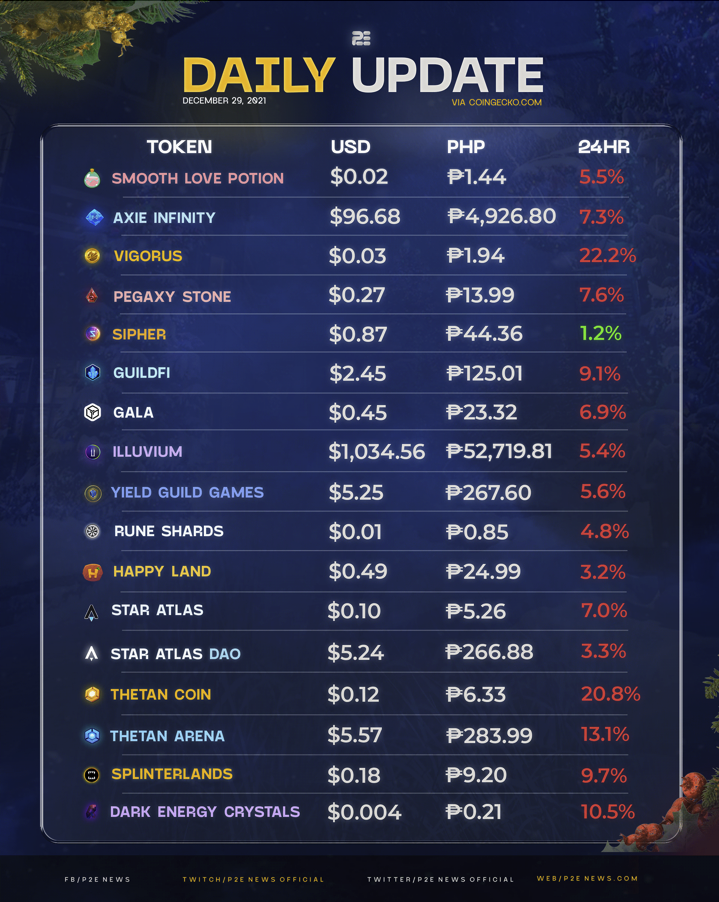 P2E
DAILY UPDATE
DECEMBER 29, 2021 VIA COINGECKO.COM
TOKEN USD PHP 24HR
SMOOTH LOVE POTION $0.02 ₱1.44 5.5%
AXIE INFINITY $96.68 ₱4,926.80 7.3%
VIGORUS $0.03 ₱1.94 22.2%
PEGAXY STONE $0.27 ₱13.99 7.6%
SIPHER $0.87 ₱44.36 1.2%
GUILDFI $2.45 ₱125.01 9.1%
GALA $0.45 ₱23.32 6.9%
ILLUVIUM $1,034.56 ₱52,719.81 5.4%
YIELD GUILD GAMES $5.25 ₱267.60 5.6%
RUNE SHARDS $0.01 ₱0.85 4.8%
HAPPY LAND $0.49 ₱24.99 3.2%
STAR ATLAS $0.10 ₱5.26 7.0%
STAR ATLAS DAO $5.24 ₱266.88 3.3%
THETAN COIN $0.12 ₱6.33 20.8%
THETAN ARENA $5.57 ₱283.99 13.1%
SPLINTERLANDS $0.18 ₱9.20 9.7%
DARK ENERGY CRYSTALS $0.004 ₱0.21 10.5%
FB/P2E NEWS TWITCH/P2E NEWS OFFICIAL TWITTER/P2E NEWS OFFICIAL WEB/P2E NEWS.COM